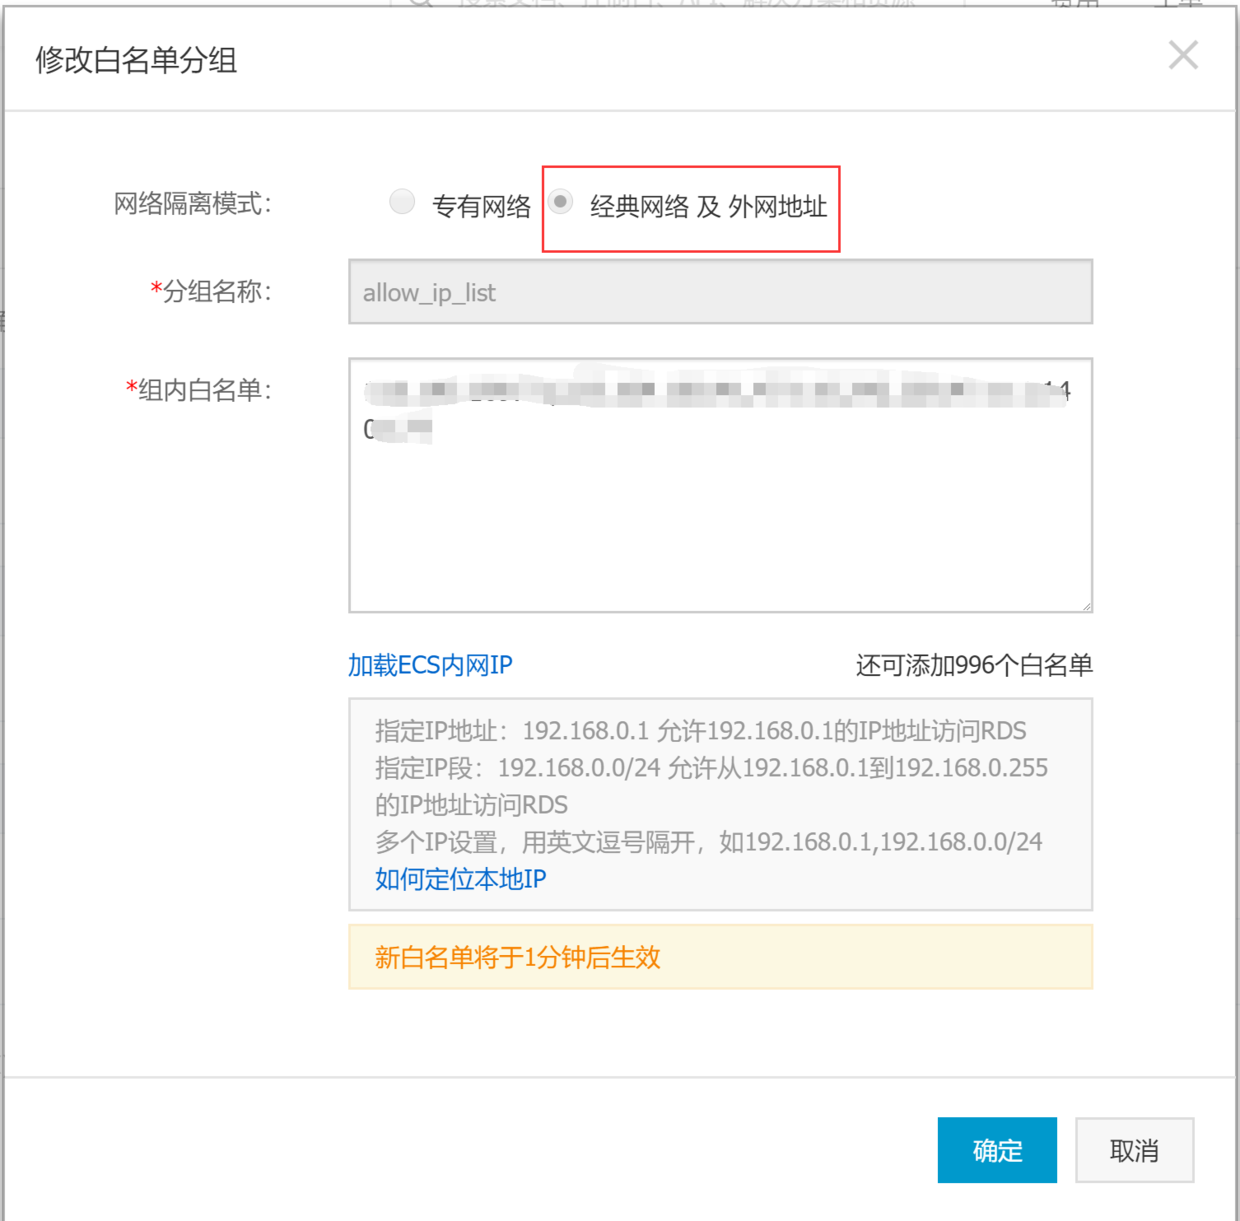 修改白名单分组
网络隔离模式：
专有网络
经典网络 及 外网地址
*分组名称：
allow_ip_list
*组内白名单：
加载ECS内网IP
还可添加996个白名单
指定IP地址：192.168.0.1 允许192.168.0.1的IP地址访问RDS
指定IP段：192.168.0.0/24 允许从192.168.0.1到192.168.0.255
的IP地址访问RDS
多个IP设置，用英文逗号隔开，如192.168.0.1,192.168.0.0/24
如何定位本地IP
新白名单将于1分钟后生效
确定
取消